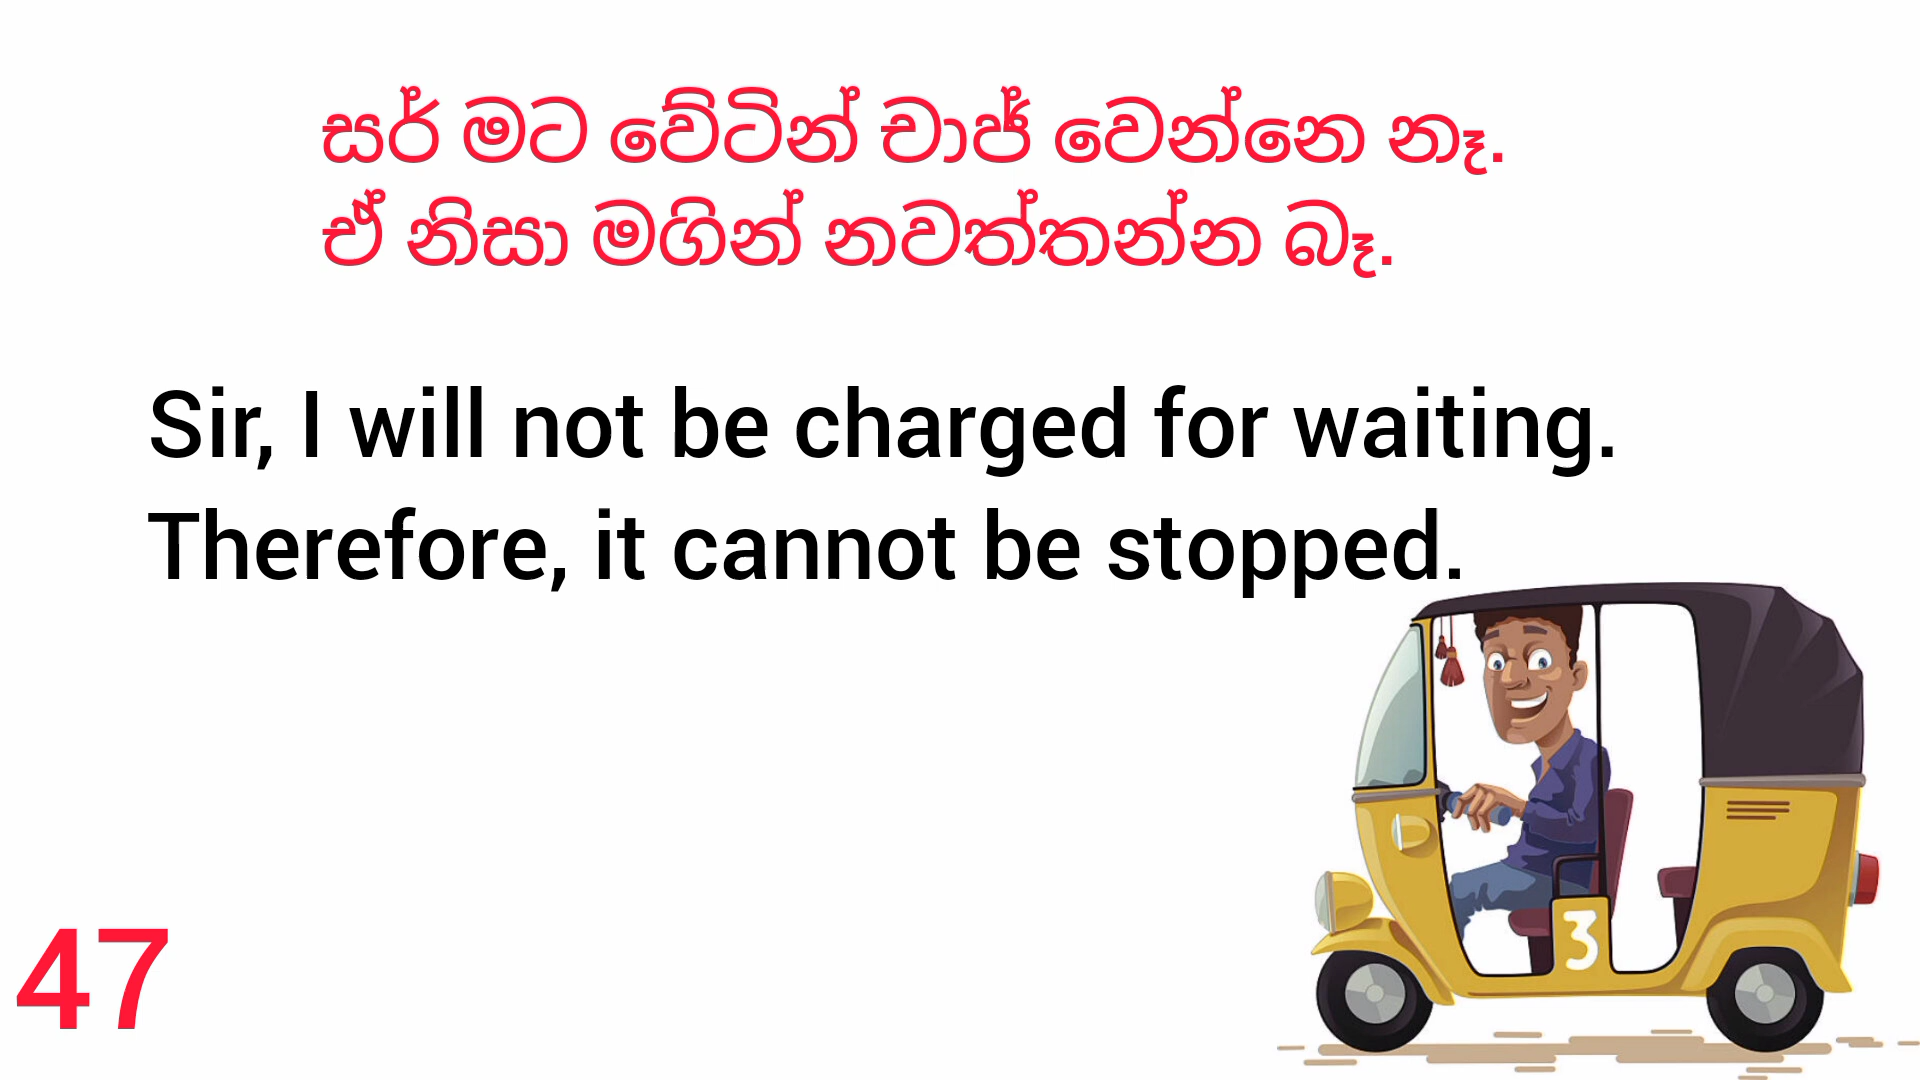 සර් මට වේටින් චාජ් වෙන්නෙ නෑ.
ඒ නිසා මගින් නවත්තන්න බෑ.
Sir, I will not be charged for waiting.
Therefore, it cannot be stopped.
3
47